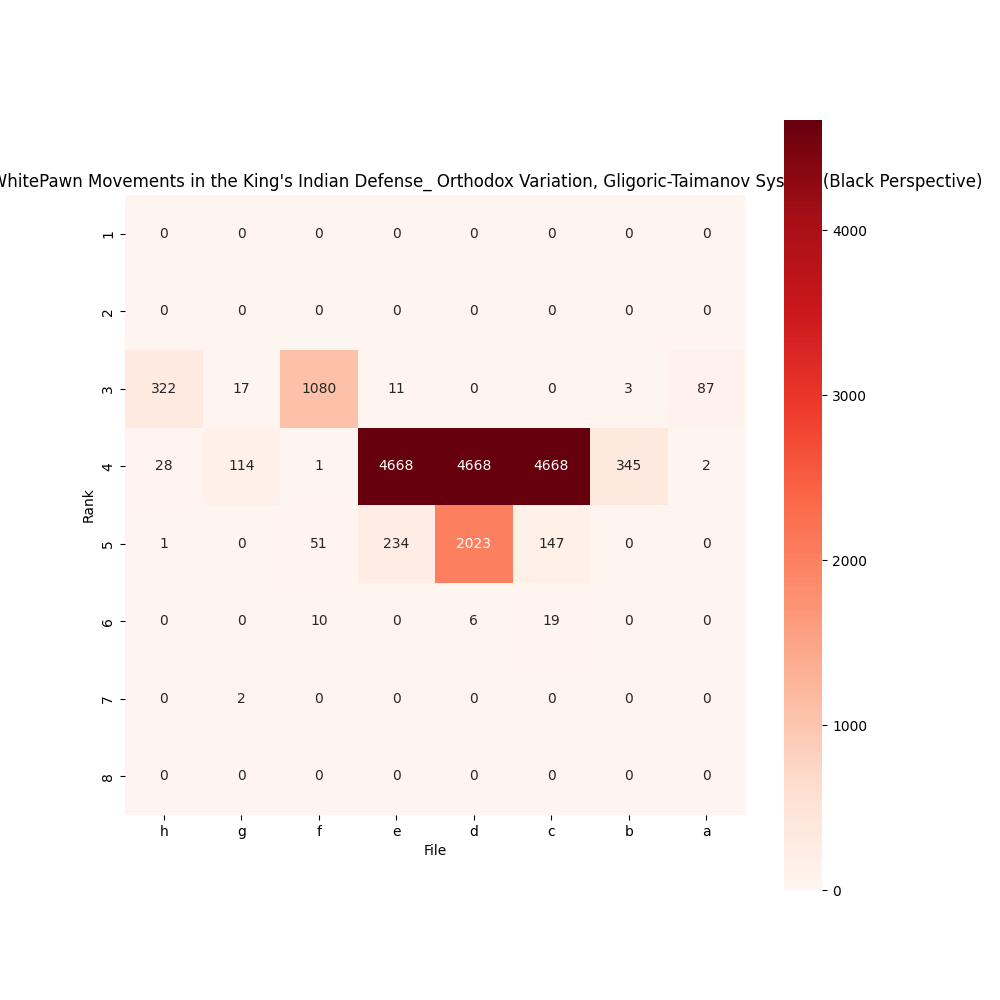 WhitePawn Movements in the King's Indian Defense_ Orthodox Variation, Gligoric-Taimanov Sys (Black Perspective)
4000
3000
2000
1000
0
Rank
1 0 0 0 0 0 0 0 0
2 0 0 0 0 0 0 0 0
3 322 17 1080 11 0 0 3 87
4 28 114 1 4668 4668 4668 345 2
5 1 0 51 234 2023 147 0 0
6 0 0 10 0 6 19 0 0
7 0 2 0 0 0 0 0 0
8 0 0 0 0 0 0 0 0
h g f e d c b a
File